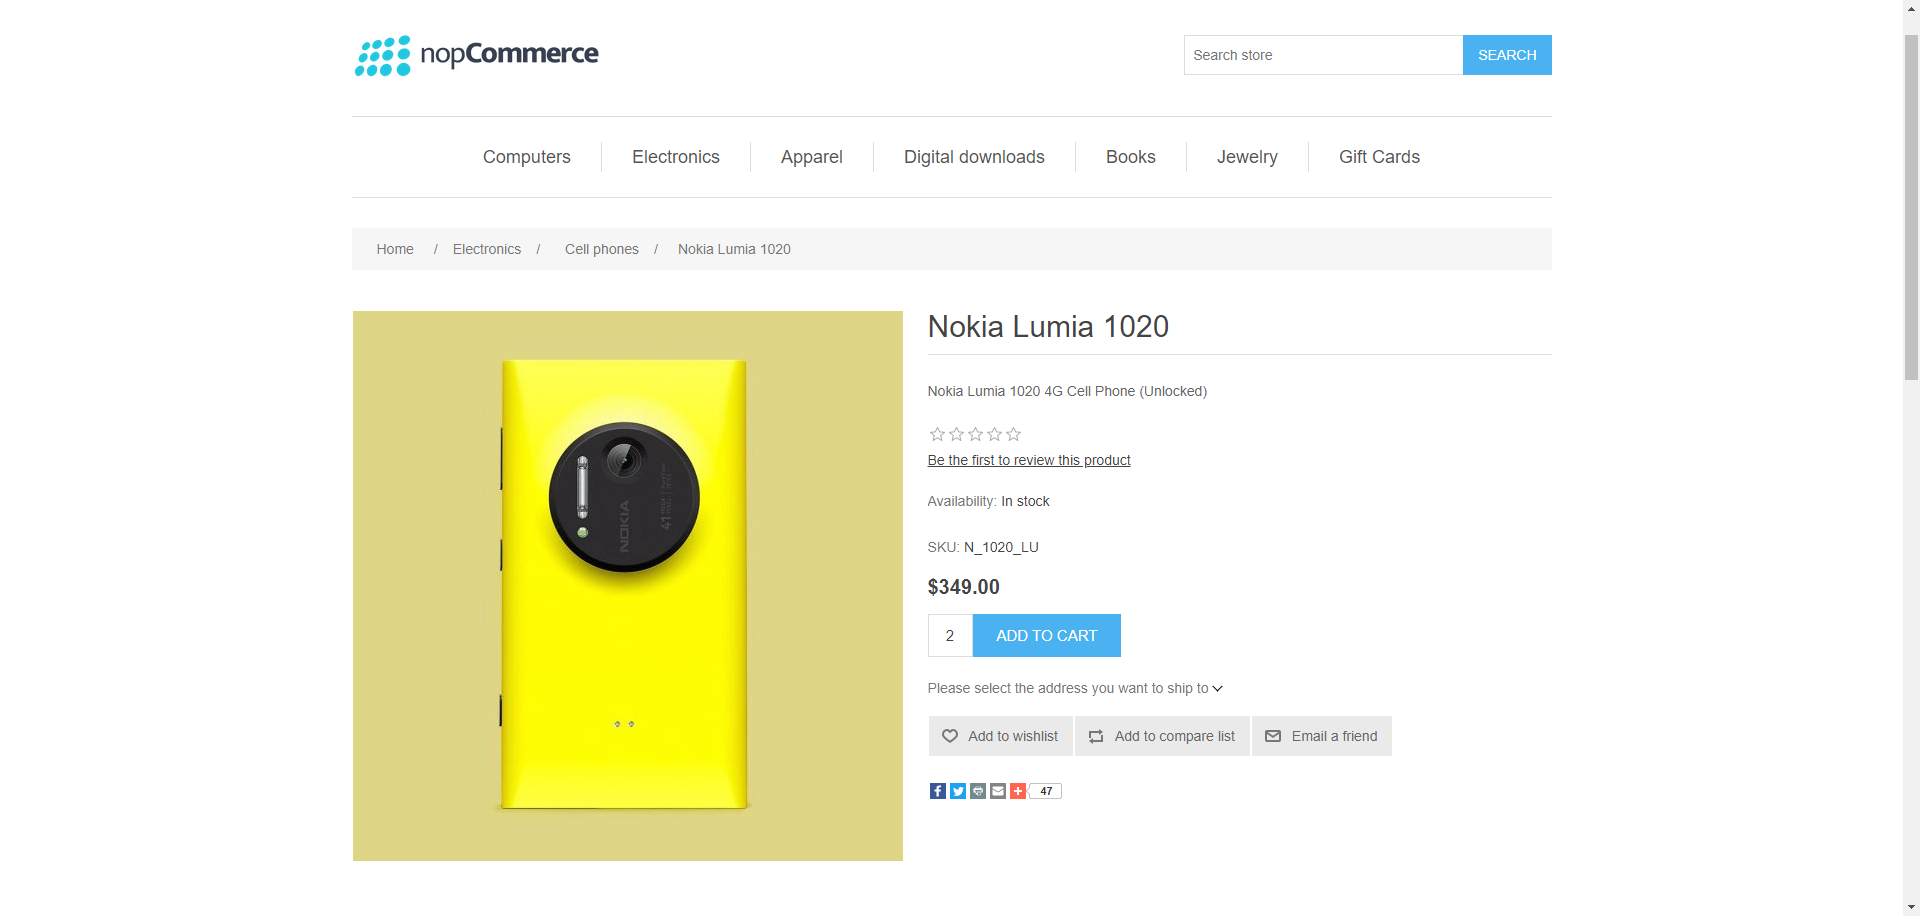 nopCommerce
Search store
SEARCH
Computers
Electronics
Apparel
Digital downloads
Books
Jewelry
Gift Cards
Home / Electronics / Cell phones / Nokia Lumia 1020
Nokia Lumia 1020
Nokia Lumia 1020 4G Cell Phone (Unlocked)
Be the first to review this product
Availability: In stock
SKU: N_1020_LU
$349.00
2
ADD TO CART
Please select the address you want to ship to
Add to wishlist
Add to compare list
Email a friend
47
NOKIA
41